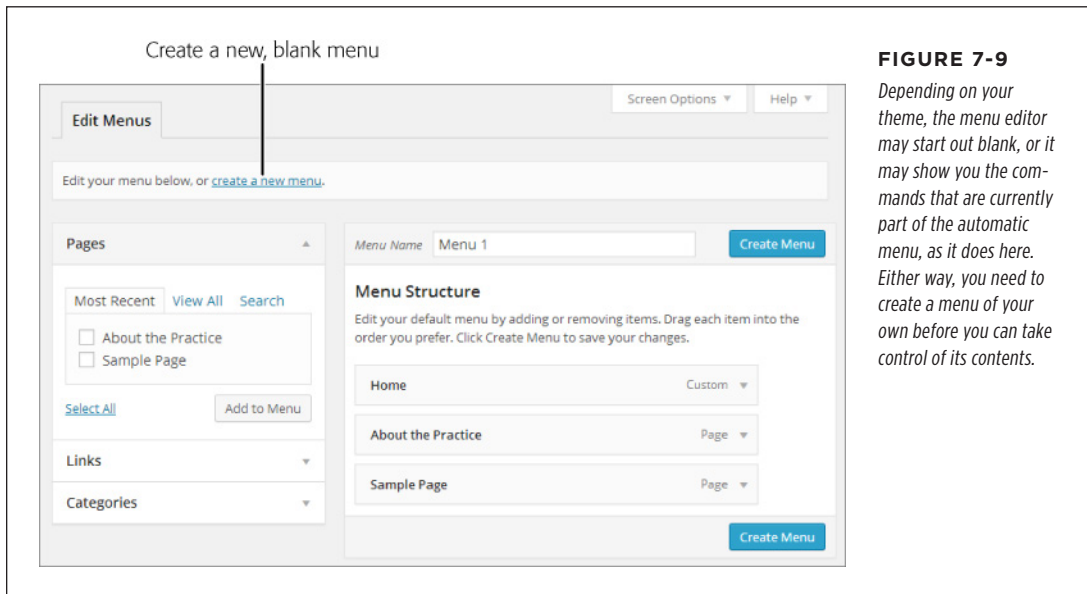 Create a new, blank menu
Screen Options
Help
Edit Menus
Edit your menu below, or create a new menu.
Pages
Most Recent View All Search
About the Practice
Sample Page
Select All
Add to Menu
Links
Categories
Menu Name Menu 1
Create Menu
Menu Structure
Edit your default menu by adding or removing items. Drag each item into the
order you prefer. Click Create Menu to save your changes.
Home Custom
About the Practice Page
Sample Page Page
Create Menu
FIGURE 7-9
Depending on your
theme, the menu editor
may start out blank, or it
may show you the com-
mands that are currently
part of the automatic
menu, as it does here.
Either way, you need to
create a menu of your
own before you can take
control of its contents.